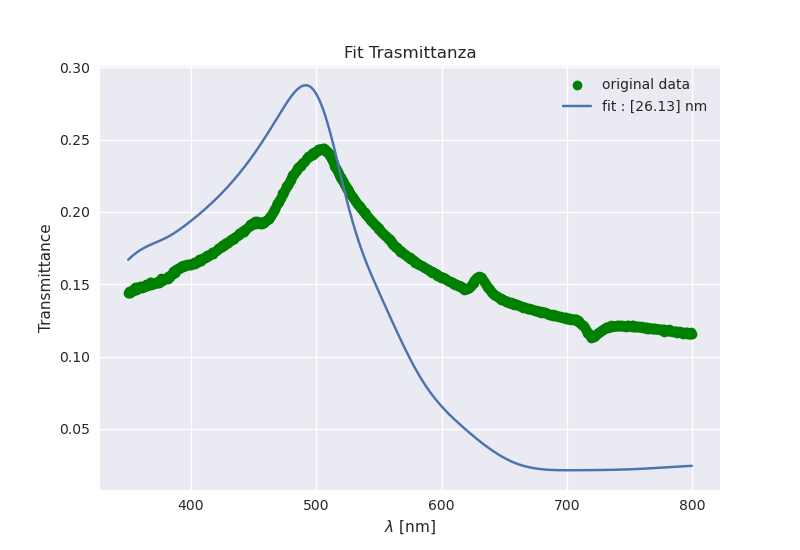 Fit Trasmittanza
original data
fit : [26.13] nm
0.30
0.25
0.20
0.15
0.10
0.05
Transmittance
400 500 600 700 800
λ [nm]